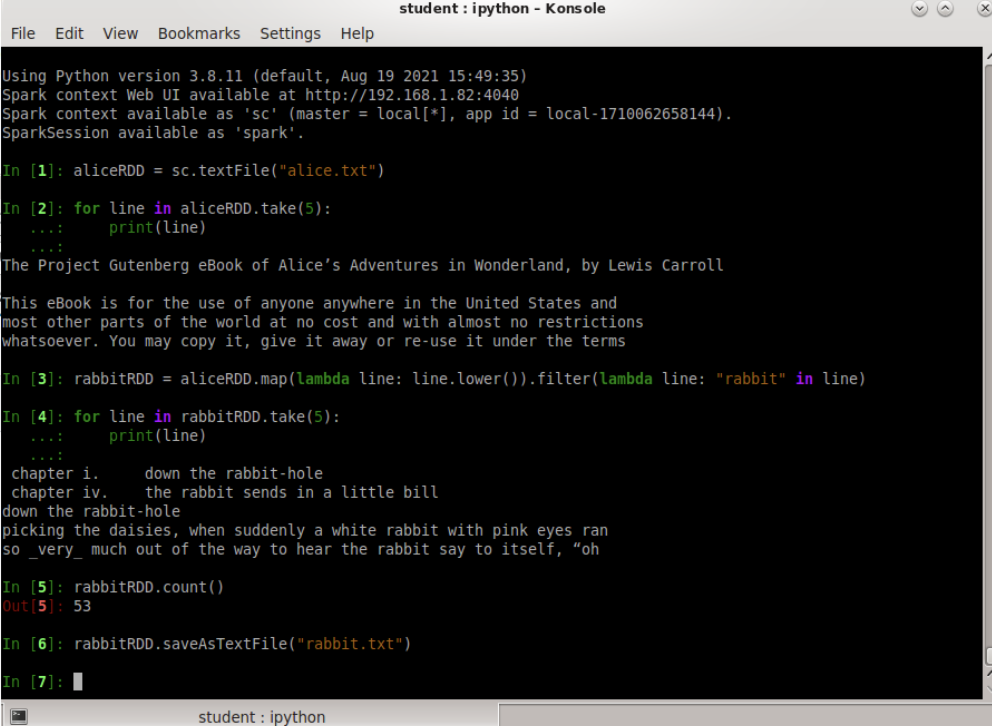 student : ipython – Konsole
File Edit View Bookmarks Settings Help
Using Python version 3.8.11 (default, Aug 19 2021 15:49:35)
Spark context Web UI available at http://192.168.1.82:4040
Spark context available as 'sc' (master = local[*], app id = local-1710062658144).
SparkSession available as 'spark'.
In [1]: aliceRDD = sc.textFile("alice.txt")
In [2]: for line in aliceRDD.take(5):
   ...:     print(line)
   ...:
The Project Gutenberg eBook of Alice’s Adventures in Wonderland, by Lewis Carroll
This eBook is for the use of anyone anywhere in the United States and
most other parts of the world at no cost and with almost no restrictions
whatsoever. You may copy it, give it away or re-use it under the terms
In [3]: rabbitRDD = aliceRDD.map(lambda line: line.lower()).filter(lambda line: "rabbit" in line)
In [4]: for line in rabbitRDD.take(5):
   ...:     print(line)
   ...:
 chapter i.     down the rabbit-hole
 chapter iv.    the rabbit sends in a little bill
down the rabbit-hole
picking the daisies, when suddenly a white rabbit with pink eyes ran
so _very_ much out of the way to hear the rabbit say to itself, “oh
In [5]: rabbitRDD.count()
Out[5]: 53
In [6]: rabbitRDD.saveAsTextFile("rabbit.txt")
In [7]:
student : ipython